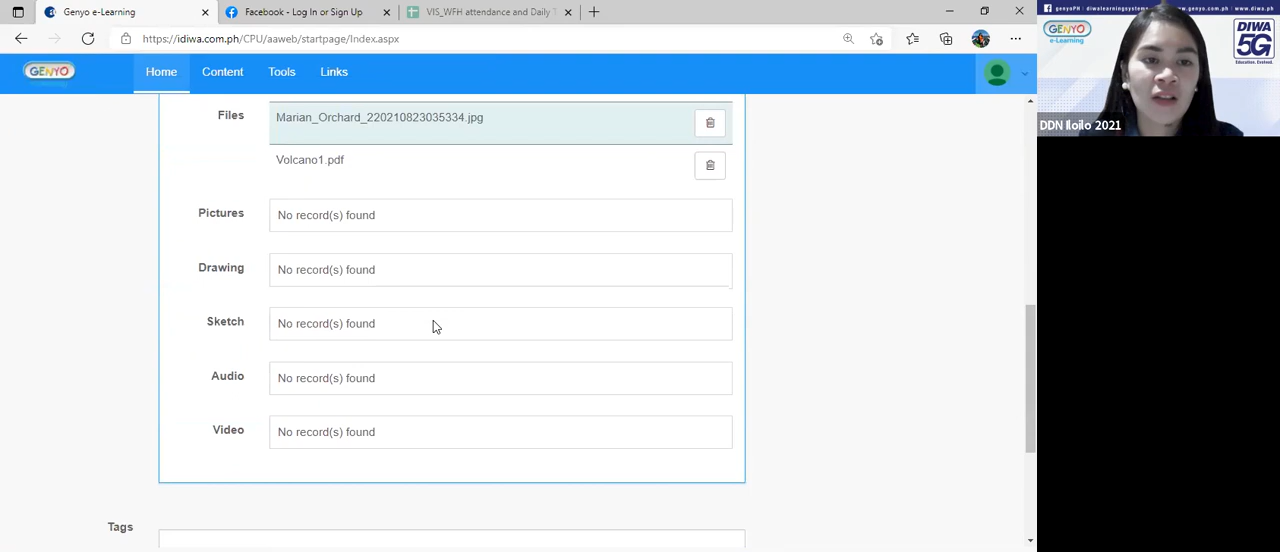 Genyo e-Learning
Facebook - Log In or Sign Up
VIS_WFH attendance and Daily T
https://idiwa.com.ph/CPU/aaweb/startpage/Default.aspx
GENYO
Home
Content
Tools
Links
Files
Marian_Orchard_220210823035334.jpg
Volcano1.pdf
Pictures
No record(s) found
Drawing
No record(s) found
Sketch
No record(s) found
Audio
No record(s) found
Video
No record(s) found
Tags
genyoPH | diwalearningsystems
www.genyo.com.ph | www.diwa.ph
GENYO
e-Learning
DIWA
5G
Education. Evolved.
DDN Iloilo 2021